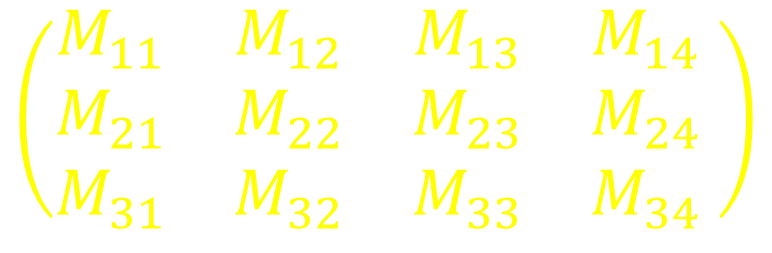 M₁₁ M₁₂ M₁₃ M₁₄
M₂₁ M₂₂ M₂₃ M₂₄
M₃₁ M₃₂ M₃₃ M₃₄